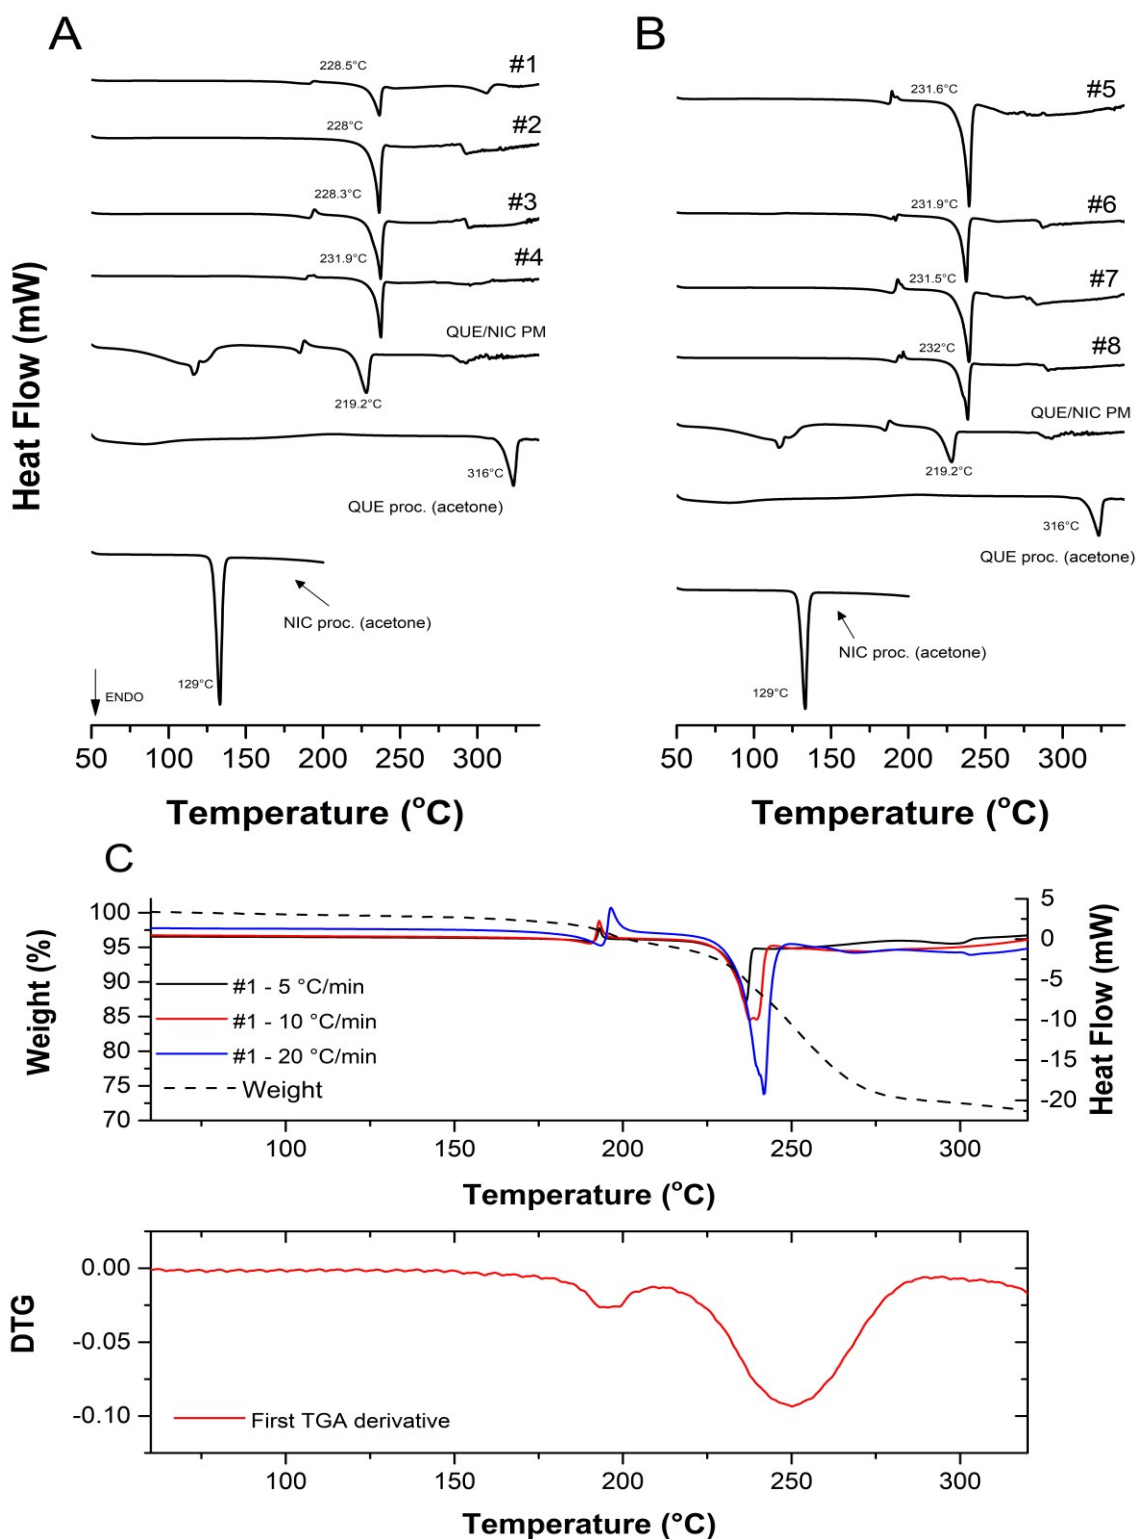 A
228.5°C
#1
228°C
#2
228.3°C
#3
231.9°C
#4
QUE/NIC PM
219.2°C
316°C
QUE proc. (acetone)
NIC proc. (acetone)
129°C
ENDO
Heat Flow (mW)
50 100 150 200 250 300
Temperature (°C)
B
231.6°C
#5
231.9°C
#6
231.5°C
#7
232°C
#8
QUE/NIC PM
219.2°C
316°C
QUE proc. (acetone)
NIC proc. (acetone)
129°C
50 100 150 200 250 300
Temperature (°C)
C
Weight (%)
100
95
90
85
80
75
70
#1 - 5 °C/min
#1 - 10 °C/min
#1 - 20 °C/min
Weight
5
0
-5
-10
-15
-20
Heat Flow (mW)
100 150 200 250 300
Temperature (°C)
DTG
0.00
-0.05
-0.10
First TGA derivative
100 150 200 250 300
Temperature (°C)